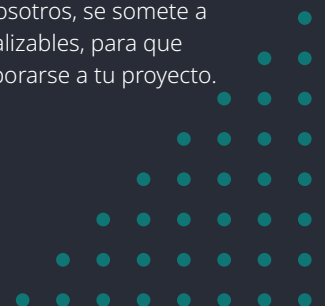 osotros, se somete a
alizables, para que
porarse a tu proyecto.